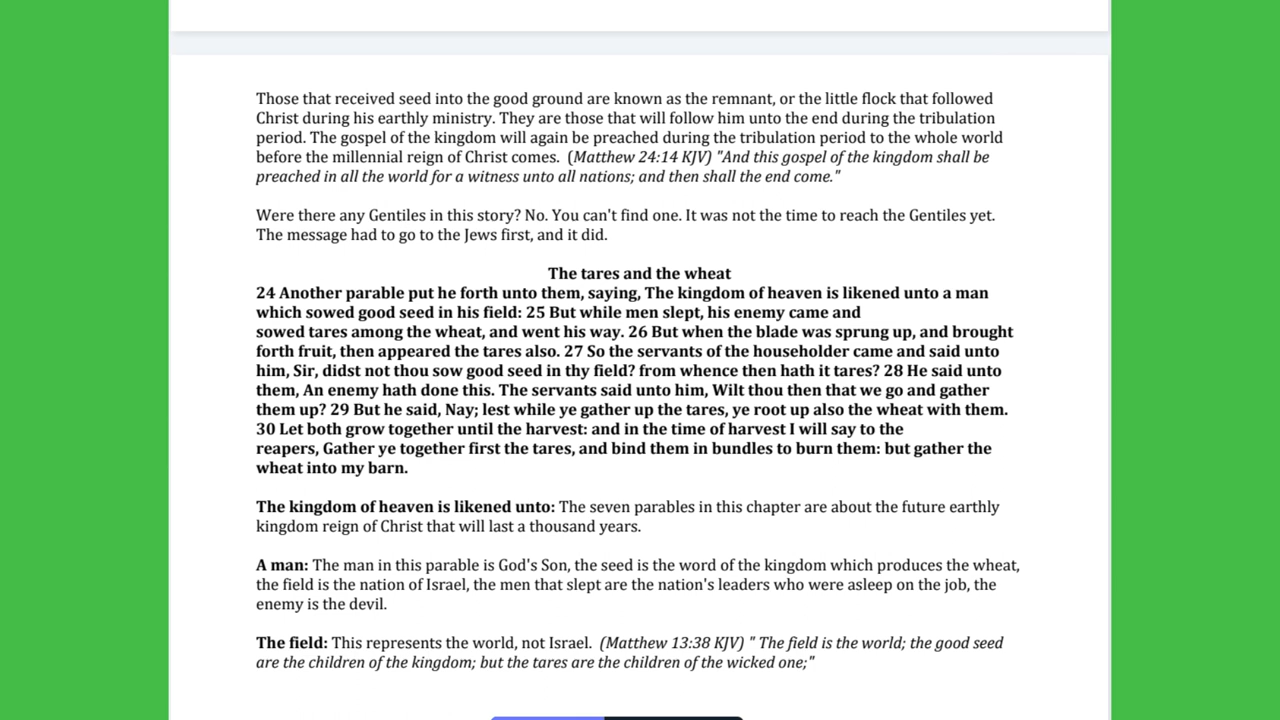 Those that received seed into the good ground are known as the remnant, or the little flock that followed
Christ during his earthly ministry. They are those that will follow him unto the end during the tribulation
period. The gospel of the kingdom will again be preached during the tribulation period to the whole world
before the millennial reign of Christ comes.  (Matthew 24:14 KJV) "And this gospel of the kingdom shall be
preached in all the world for a witness unto all nations; and then shall the end come."
Were there any Gentiles in this story? No. You can't find one. It was not the time to reach the Gentiles yet.
The message had to go to the Jews first, and it did.
The tares and the wheat
24 Another parable put he forth unto them, saying, The kingdom of heaven is likened unto a man
which sowed good seed in his field: 25 But while men slept, his enemy came and
sowed tares among the wheat, and went his way. 26 But when the blade was sprung up, and brought
forth fruit, then appeared the tares also. 27 So the servants of the householder came and said unto
him, Sir, didst not thou sow good seed in thy field? from whence then hath it tares? 28 He said unto
them, An enemy hath done this. The servants said unto him, Wilt thou then that we go and gather
them up? 29 But he said, Nay; lest while ye gather up the tares, ye root up also the wheat with them.
30 Let both grow together until the harvest: and in the time of harvest I will say to the
reapers, Gather ye together first the tares, and bind them in bundles to burn them: but gather the
wheat into my barn.
The kingdom of heaven is likened unto: The seven parables in this chapter are about the future earthly
kingdom reign of Christ that will last a thousand years.
A man: The man in this parable is God's Son, the seed is the word of the kingdom which produces the wheat,
the field is the nation of Israel, the men that slept are the nation's leaders who were asleep on the job, the
enemy is the devil.
The field: This represents the world, not Israel.  (Matthew 13:38 KJV) " The field is the world; the good seed
are the children of the kingdom; but the tares are the children of the wicked one;"